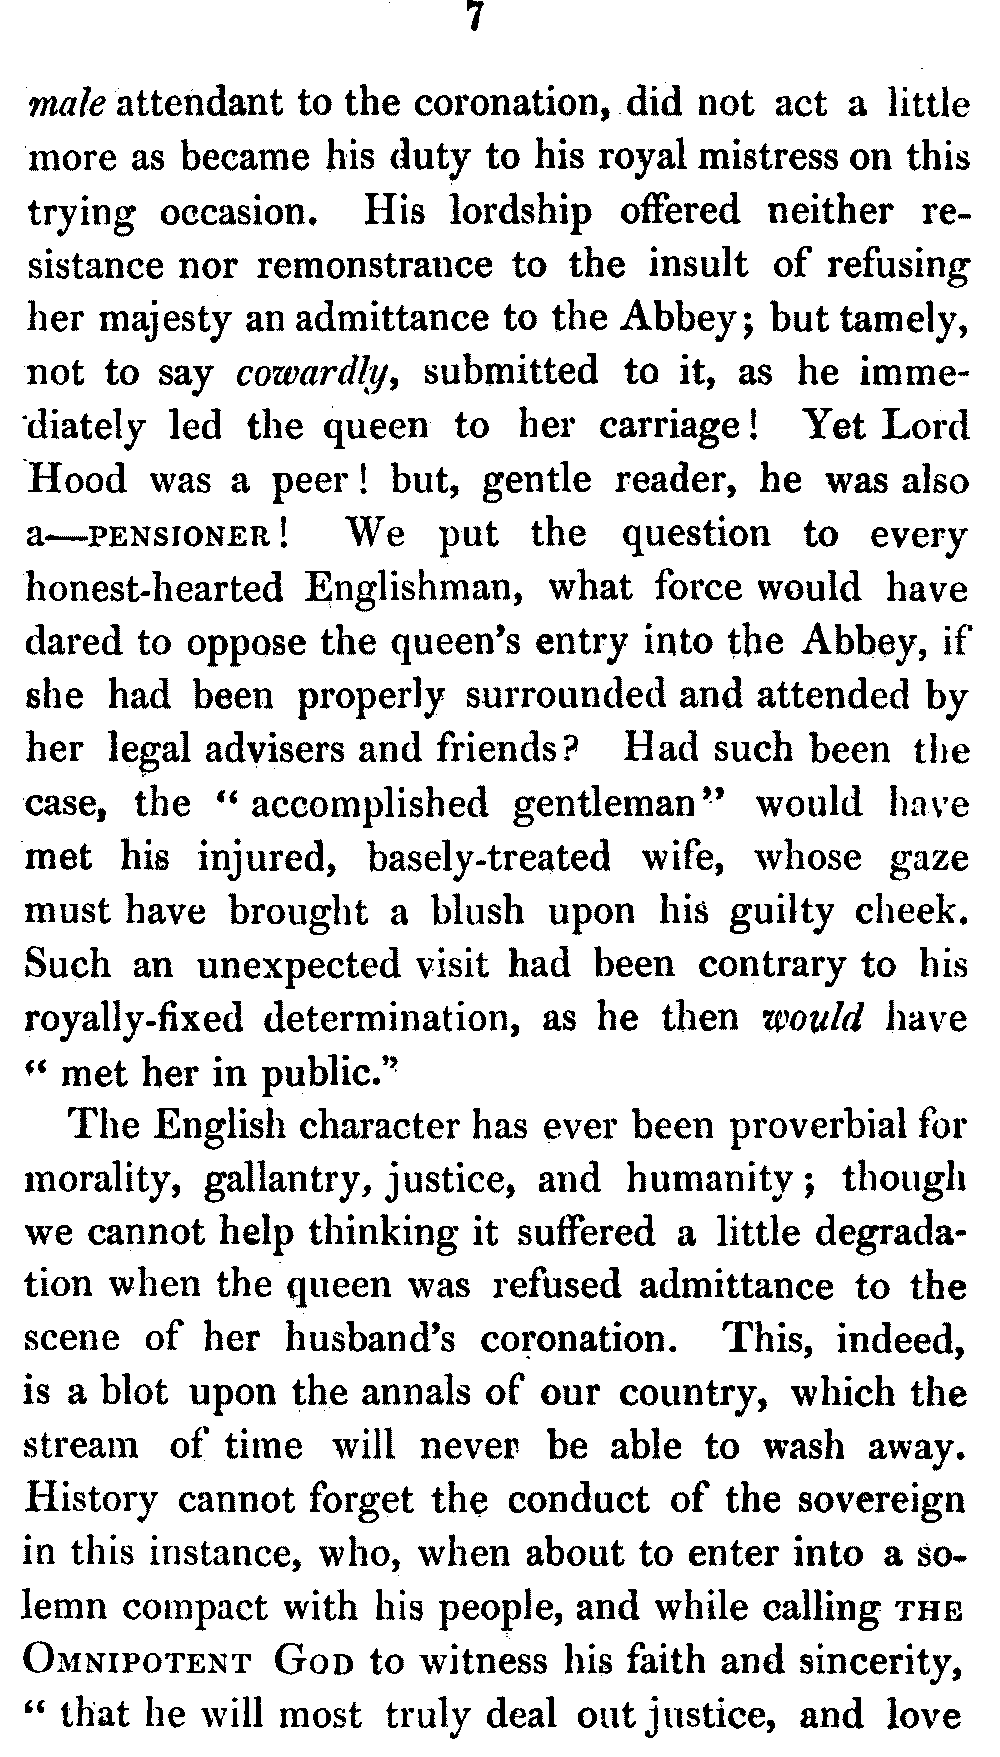 7
male attendant to the coronation, did not act a little
more as became his duty to his royal mistress on this
trying occasion. His lordship offered neither re-
sistance nor remonstrance to the insult of refusing
her majesty an admittance to the Abbey; but tamely,
not to say cowardly, submitted to it, as he imme-
diately led the queen to her carriage! Yet Lord
Hood was a peer! but, gentle reader, he was also
a—PENSIONER! We put the question to every
honest-hearted Englishman, what force would have
dared to oppose the queen's entry into the Abbey, if
she had been properly surrounded and attended by
her legal advisers and friends? Had such been the
case, the "accomplished gentleman" would have
met his injured, basely-treated wife, whose gaze
must have brought a blush upon his guilty cheek.
Such an unexpected visit had been contrary to his
royally-fixed determination, as he then would have
"met her in public."
The English character has ever been proverbial for
morality, gallantry, justice, and humanity; though
we cannot help thinking it suffered a little degrada-
tion when the queen was refused admittance to the
scene of her husband's coronation. This, indeed,
is a blot upon the annals of our country, which the
stream of time will never be able to wash away.
History cannot forget the conduct of the sovereign
in this instance, who, when about to enter into a so-
lemn compact with his people, and while calling THE
OMNIPOTENT GOD to witness his faith and sincerity,
"that he will most truly deal out justice, and love